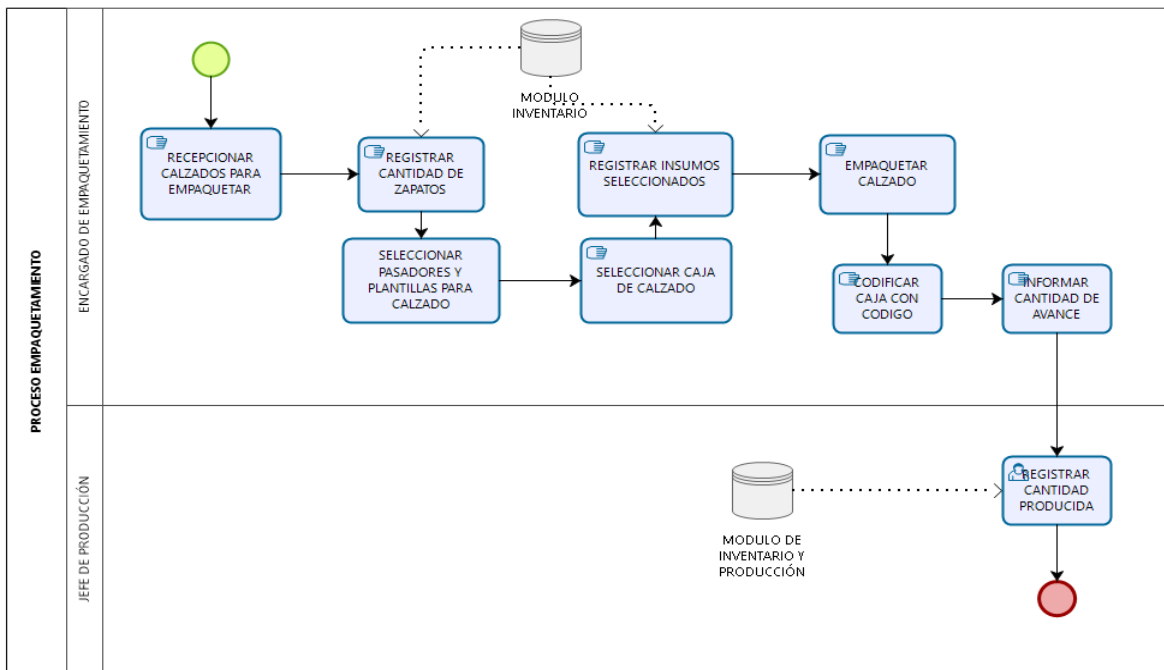 PROCESO EMPAQUETAMIENTO
ENCARGADO DE EMPAQUETAMIENTO
MODULO
INVENTARIO
RECEPCIONAR
CALZADOS PARA
EMPAQUETAR
REGISTRAR
CANTIDAD DE
ZAPATOS
SELECCIONAR
PASADORES Y
PLANTILLAS PARA
CALZADO
SELECCIONAR CAJA
DE CALZADO
REGISTRAR INSUMOS
SELECCIONADOS
EMPAQUETAR
CALZADO
CODIFICAR
CAJA CON
CODIGO
INFORMAR
CANTIDAD DE
AVANCE
JEFE DE PRODUCCIÓN
MODULO DE
INVENTARIO Y
PRODUCCIÓN
REGISTRAR
CANTIDAD
PRODUCIDA